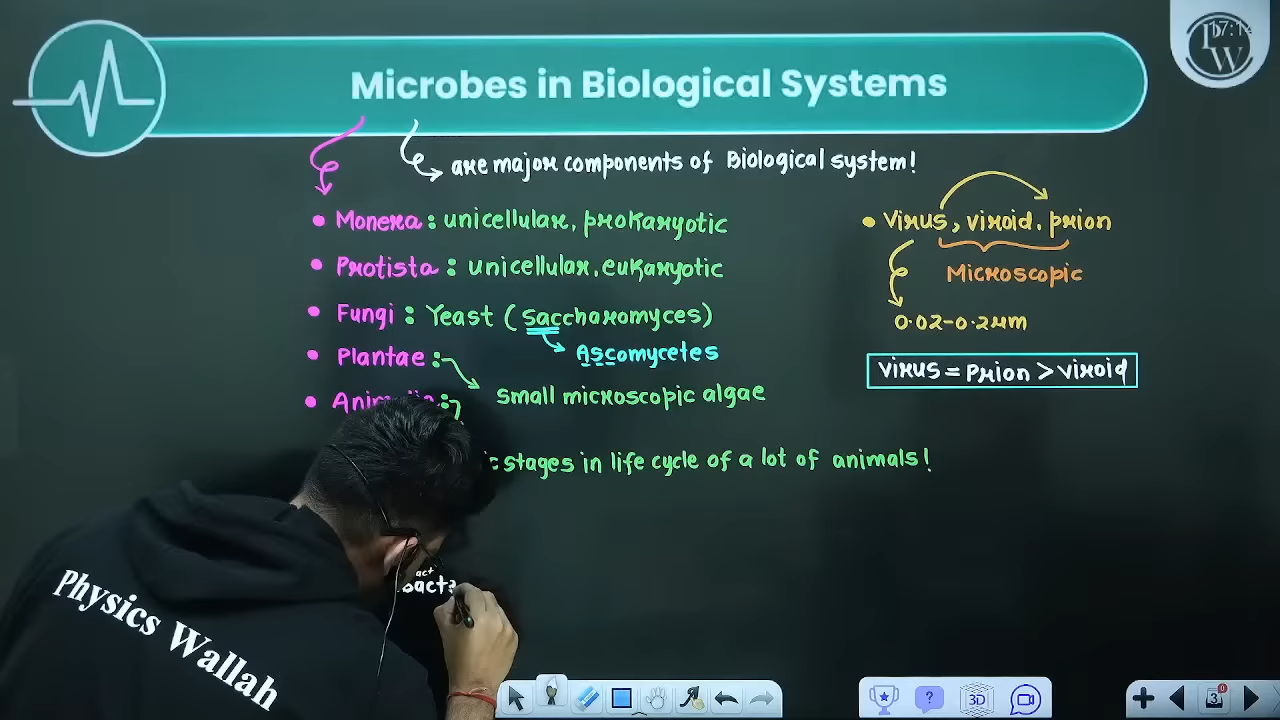 Microbes in Biological Systems
are major components of Biological system!
• Monera : unicellular, prokaryotic
• Protista : unicellular, eukaryotic
• Fungi : Yeast ( saccharomyces )
Ascomycetes
• Plantae :
small microscopic algae
stages in life cycle of a lot of animals!
• Virus, viroid, prion
Microscopic
0.02-0.2μm
virus = Prion > viroid
Physics Wallah
?
3D
3